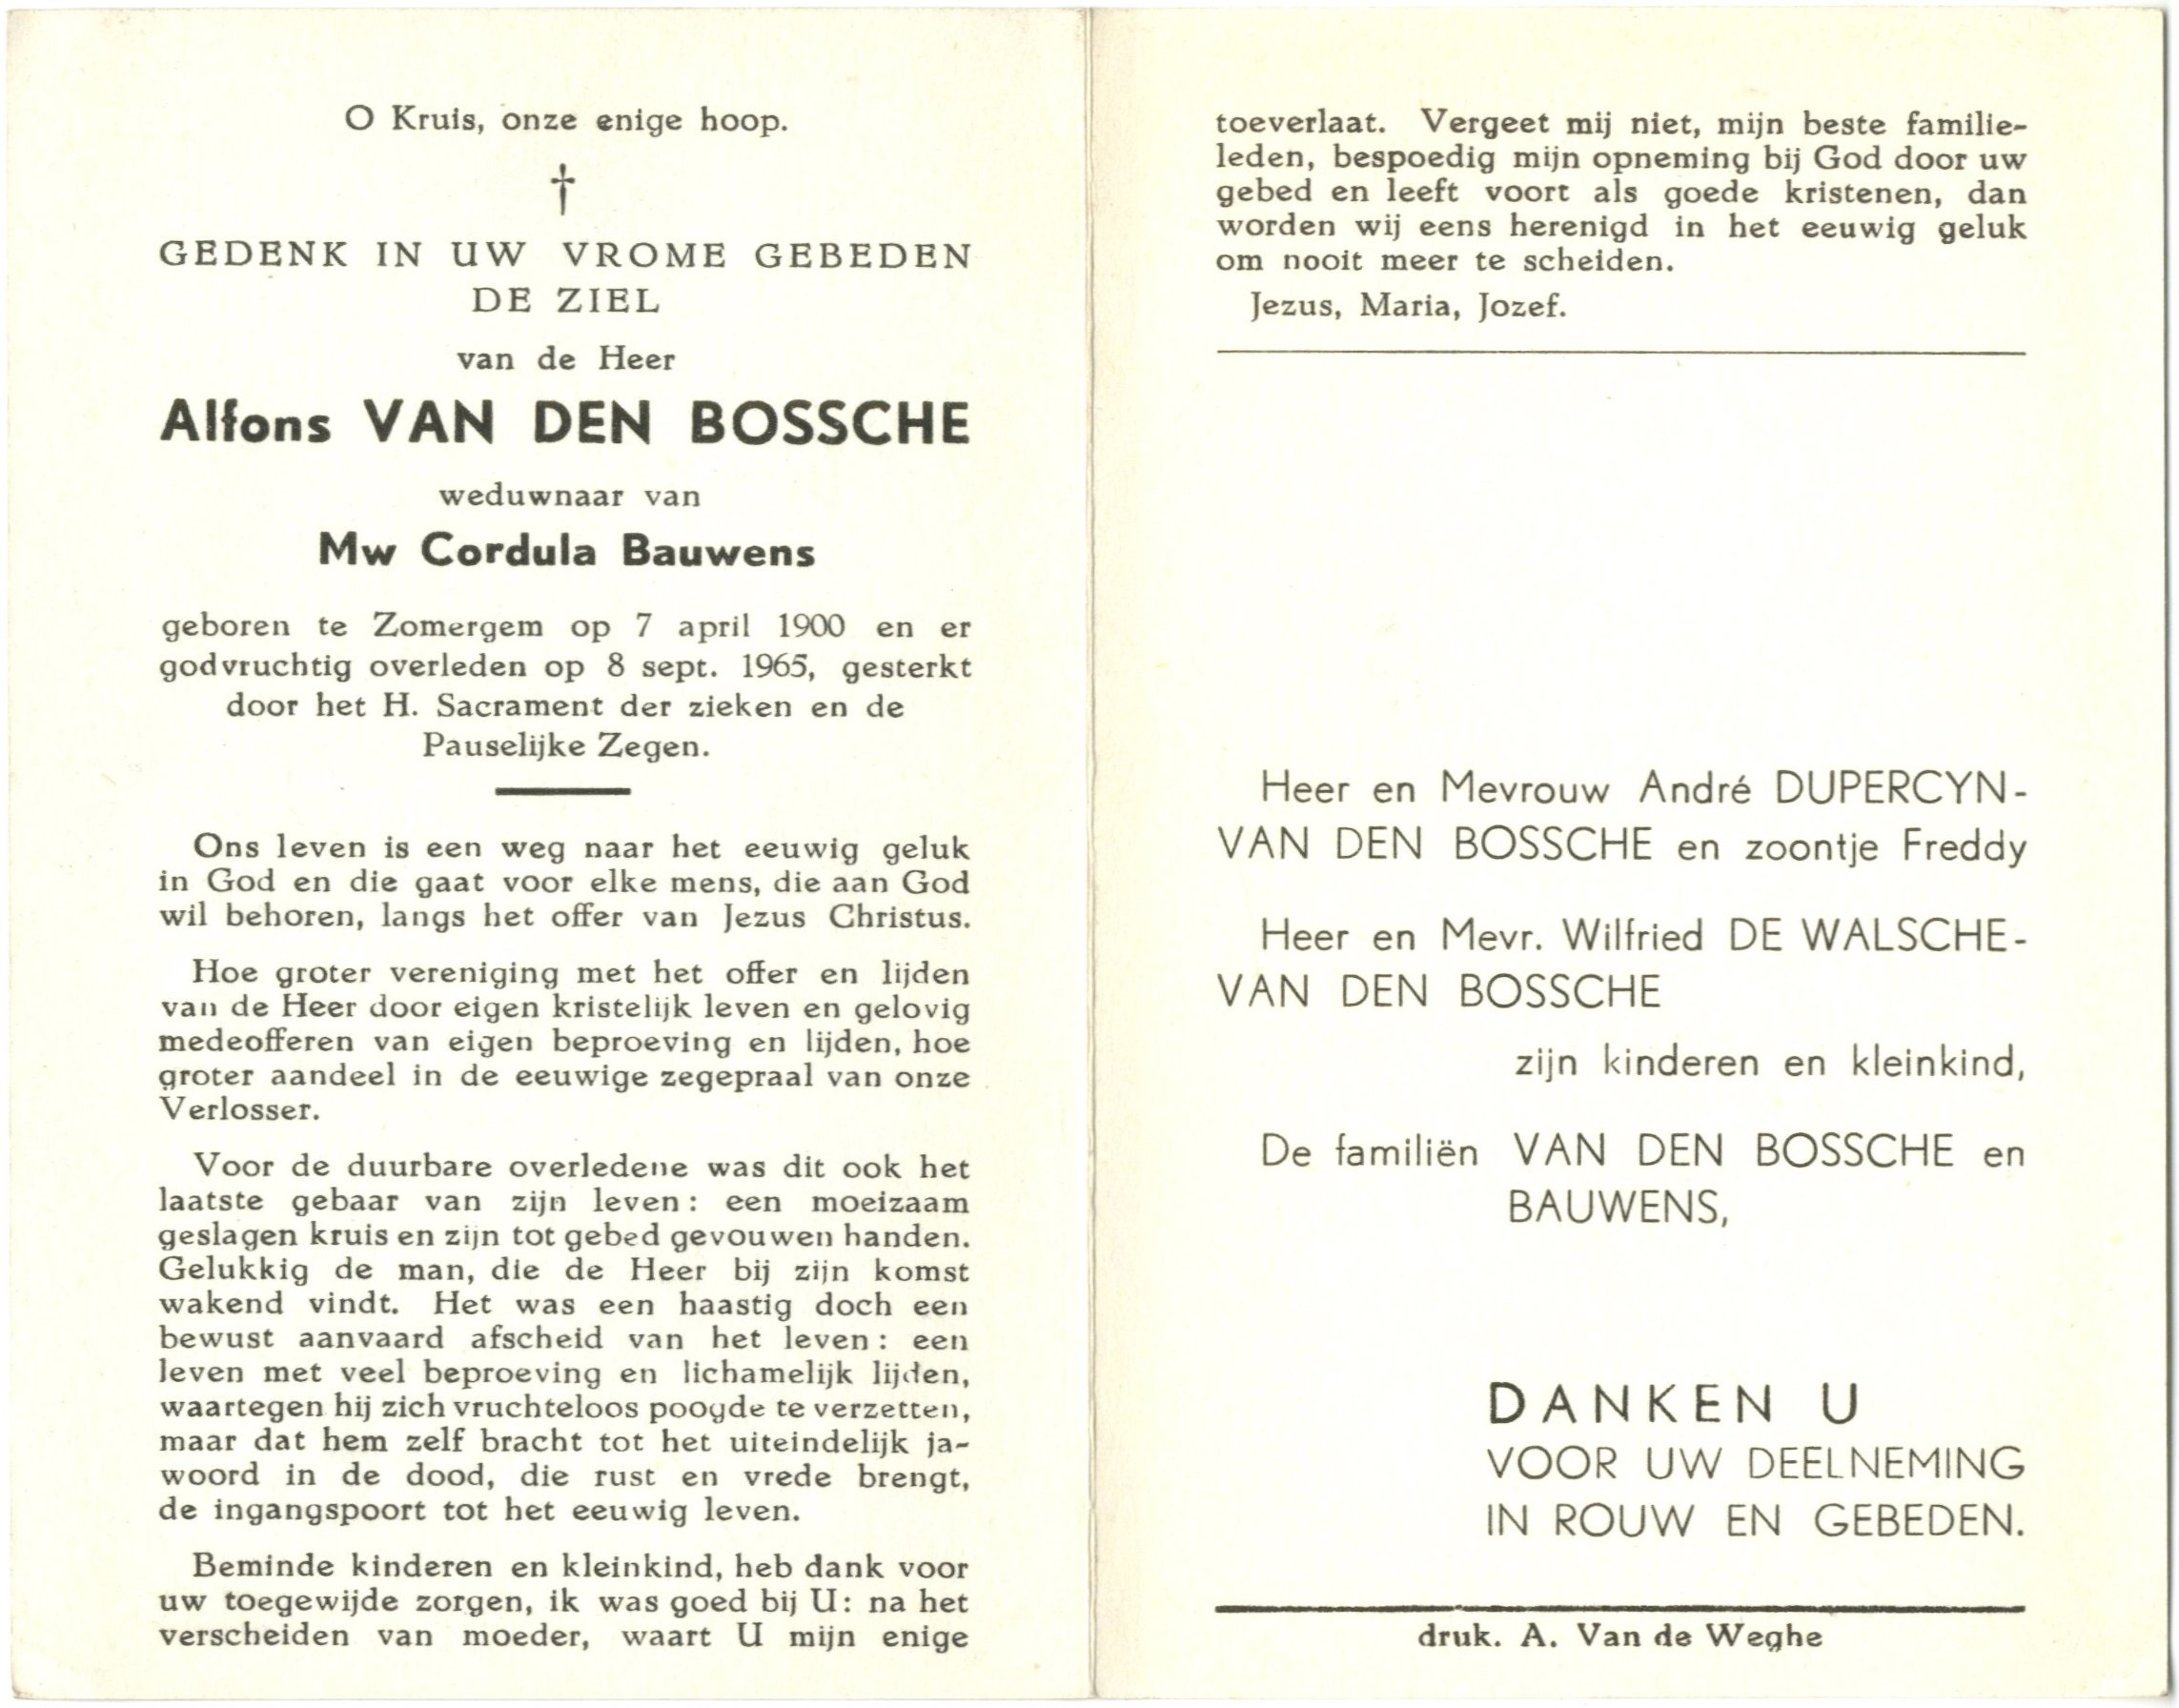 O Kruis, onze enige hoop.
†
GEDENK IN UW VROME GEBEDEN
DE ZIEL
van de Heer
Alfons VAN DEN BOSSCHE
weduwnaar van
Mw Cordula Bauwens
geboren te Zomergem op 7 april 1900 en er
godvruchtig overleden op 8 sept. 1965, gesterkt
door het H. Sacrament der zieken en de
Pauselijke Zegen.
Ons leven is een weg naar het eeuwig geluk
in God en die gaat voor elke mens, die aan God
wil behoren, langs het offer van Jezus Christus.
Hoe groter vereniging met het offer en lijden
van de Heer door eigen kristelijk leven en gelovig
medeofferen van eigen beproeving en lijden, hoe
groter aandeel in de eeuwige zegepraal van onze
Verlosser.
Voor de duurbare overledene was dit ook het
laatste gebaar van zijn leven : een moeizaam
geslagen kruis en zijn tot gebed gevouwen handen.
Gelukkig de man, die de Heer bij zijn komst
wakend vindt. Het was een haastig doch een
bewust aanvaard afscheid van het leven : een
leven met veel beproeving en lichamelijk lijden,
waartegen hij zich vruchteloos poogde te verzetten,
maar dat hem zelf bracht tot het uiteindelijk ja-
woord in de dood, die rust en vrede brengt,
de ingangspoort tot het eeuwig leven.
Beminde kinderen en kleinkind, heb dank voor
uw toegewijde zorgen, ik was goed bij U : na het
verscheiden van moeder, waart U mijn enige
toeverlaat. Vergeet mij niet, mijn beste familie-
leden, bespoedig mijn opneming bij God door uw
gebed en leeft voort als goede kristenen, dan
worden wij eens herenigd in het eeuwig geluk
om nooit meer te scheiden.
Jezus, Maria, Jozef.
Heer en Mevrouw André DUPERCYN-
VAN DEN BOSSCHE en zoontje Freddy
Heer en Mevr. Wilfried DE WALSCHE-
VAN DEN BOSSCHE
zijn kinderen en kleinkind,
De familiën VAN DEN BOSSCHE en
BAUWENS,
DANKEN U
VOOR UW DEELNEMING
IN ROUW EN GEBEDEN.
druk. A. Van de Weghe